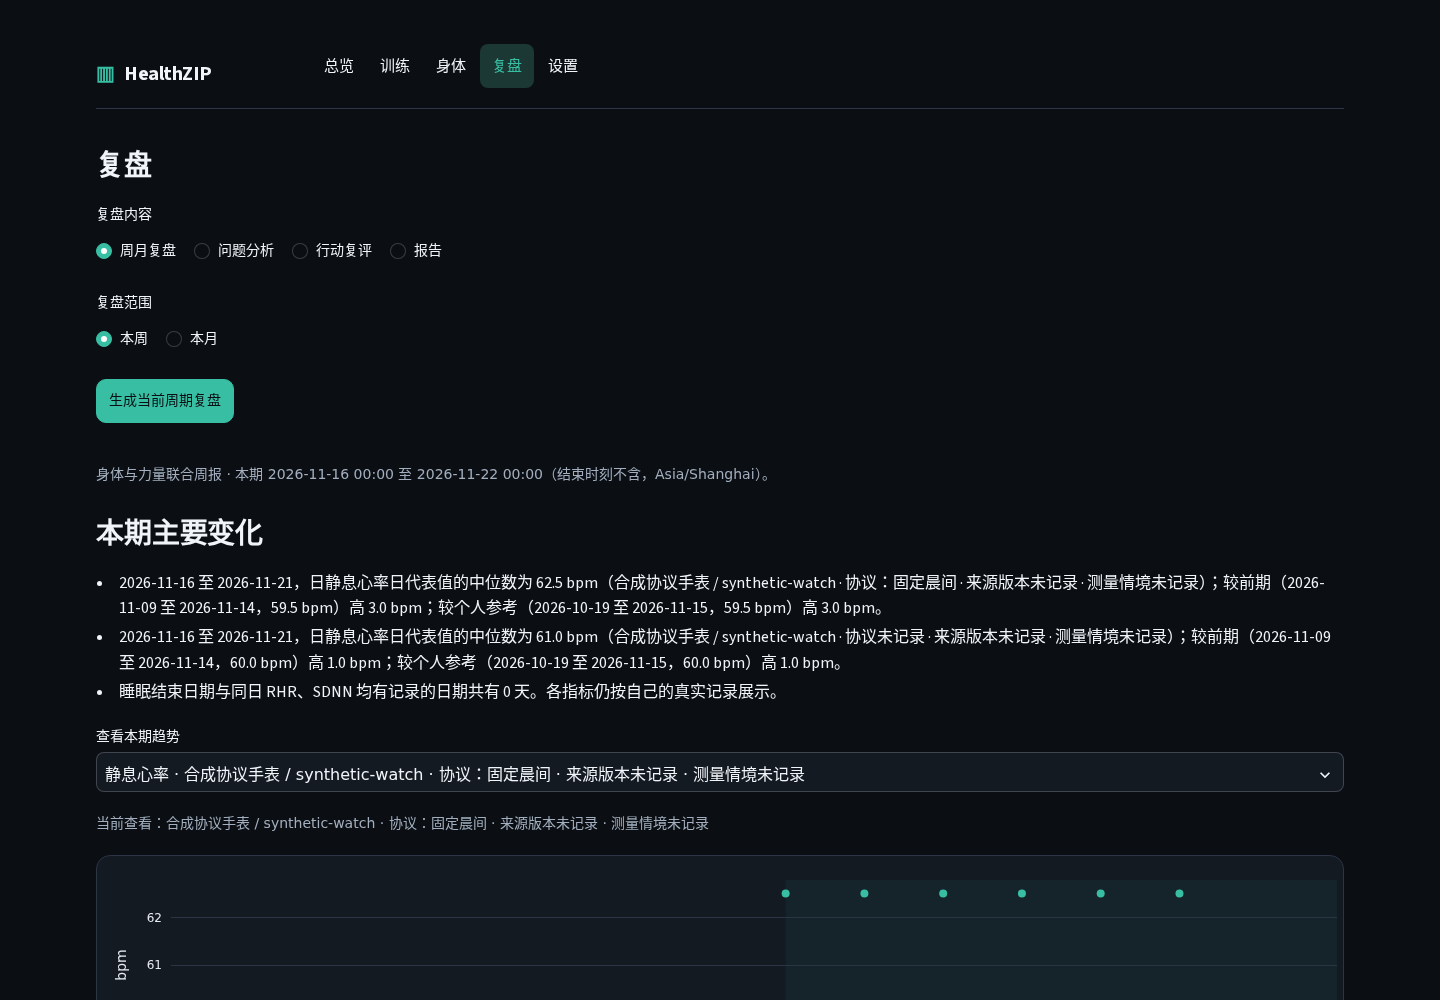 HealthZIP
总览 训练 身体 复盘 设置
复盘
复盘内容
周月复盘 问题分析 行动复评 报告
复盘范围
本周 本月
生成当前周期复盘
身体与力量联合周报 · 本期 2026-11-16 00:00 至 2026-11-22 00:00（结束时刻不含，Asia/Shanghai）。
本期主要变化
2026-11-16 至 2026-11-21，日静息心率日代表值的中位数为 62.5 bpm（合成协议手表 / synthetic-watch · 协议：固定晨间 · 来源版本未记录 · 测量情境未记录）；较前期（2026-
11-09 至 2026-11-14，59.5 bpm）高 3.0 bpm；较个人参考（2026-10-19 至 2026-11-15，59.5 bpm）高 3.0 bpm。
2026-11-16 至 2026-11-21，日静息心率日代表值的中位数为 61.0 bpm（合成协议手表 / synthetic-watch · 协议未记录 · 来源版本未记录 · 测量情境未记录）；较前期（2026-11-09
至 2026-11-14，60.0 bpm）高 1.0 bpm；较个人参考（2026-10-19 至 2026-11-15，60.0 bpm）高 1.0 bpm。
睡眠结束日期与同日 RHR、SDNN 均有记录的日期共有 0 天。各指标仍按自己的真实记录展示。
查看本期趋势
静息心率 · 合成协议手表 / synthetic-watch · 协议：固定晨间 · 来源版本未记录 · 测量情境未记录
当前查看：合成协议手表 / synthetic-watch · 协议：固定晨间 · 来源版本未记录 · 测量情境未记录
62
61
bpm